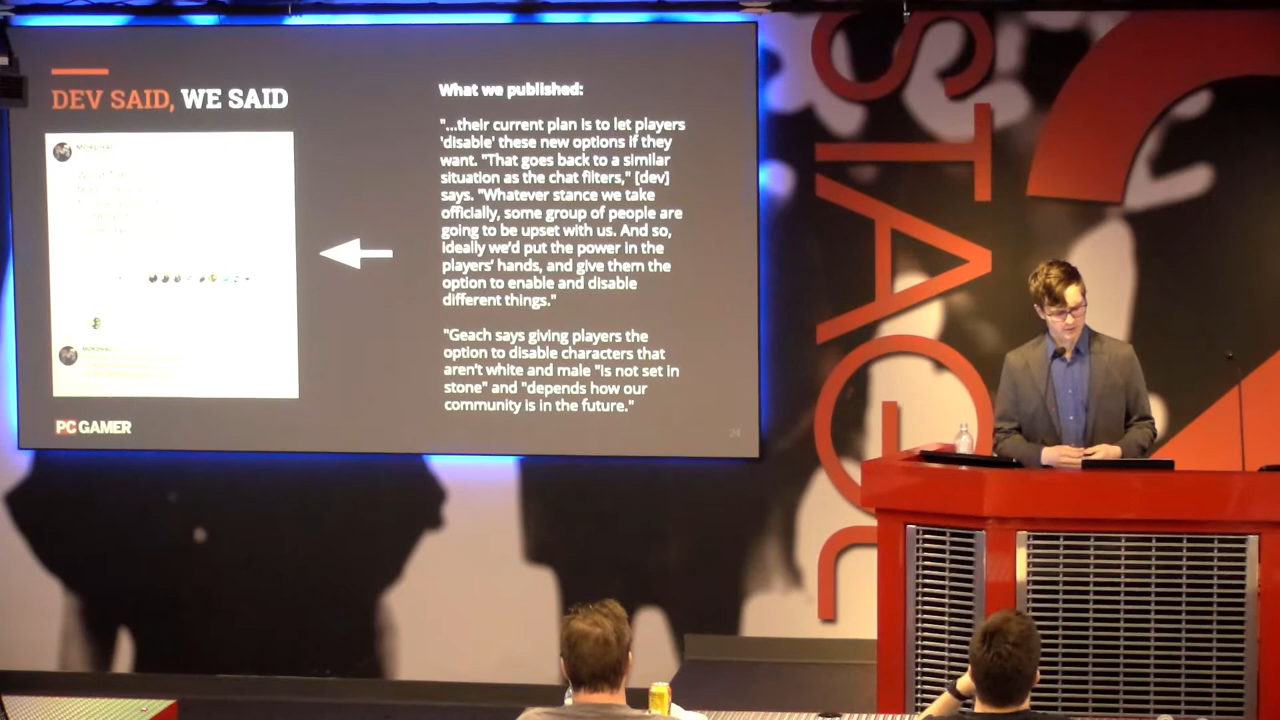 DEV SAID, WE SAID
MORDHAU
MORDHAU
PC GAMER
What we published:
"...their current plan is to let players
'disable' these new options if they
want. "That goes back to a similar
situation as the chat filters," [dev]
says. "Whatever stance we take
officially, some group of people are
going to be upset with us. And so,
ideally we'd put the power in the
players' hands, and give them the
option to enable and disable
different things."
"Geach says giving players the
option to disable characters that
aren't white and male "is not set in
stone" and "depends how our
community is in the future."
24
STAGE